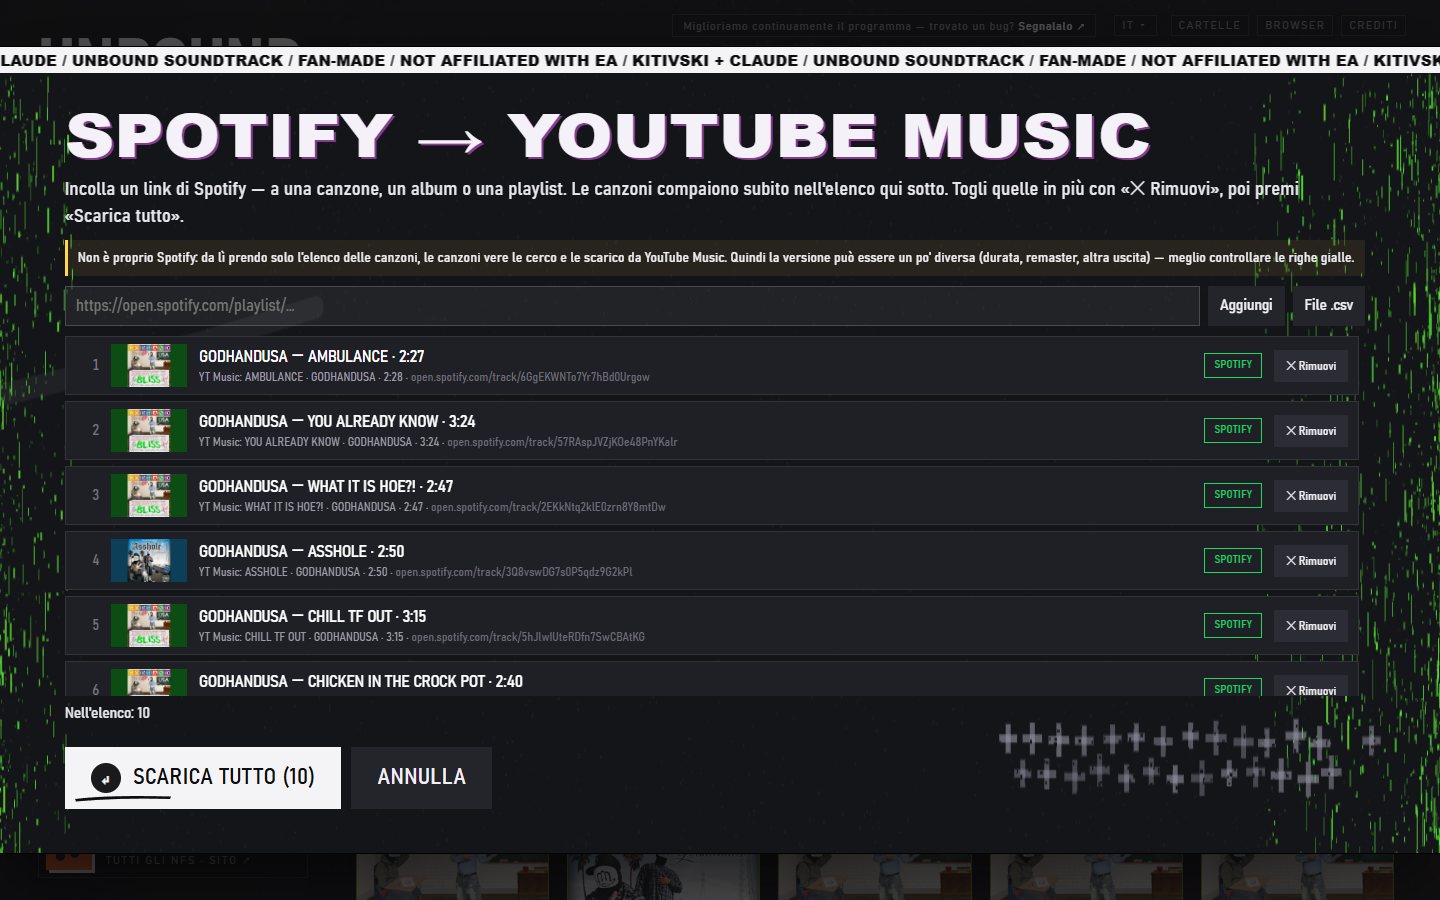 UNBOUND
Miglioriamo continuamente il programma — trovato un bug? Segnalalo ↗
IT
CARTELLE
BROWSER
CREDITI
LAUDE / UNBOUND SOUNDTRACK / FAN-MADE / NOT AFFILIATED WITH EA / KITIVSKI + CLAUDE / UNBOUND SOUNDTRACK / FAN-MADE / NOT AFFILIATED WITH EA / KITIVSK
SPOTIFY → YOUTUBE MUSIC
Incolla un link di Spotify — a una canzone, un album o una playlist. Le canzoni compaiono subito nell'elenco qui sotto. Togli quelle in più con «✕ Rimuovi», poi premi
«Scarica tutto».
Non è proprio Spotify: da lì prendo solo l'elenco delle canzoni, le canzoni vere le cerco e le scarico da YouTube Music. Quindi la versione può essere un po' diversa (durata, remaster, altra uscita) — meglio controllare le righe gialle.
https://open.spotify.com/playlist/…
Aggiungi
File .csv
1
GODHANDUSA — AMBULANCE · 2:27
YT Music: AMBULANCE · GODHANDUSA · 2:28 · open.spotify.com/track/6GgEKWNTo7Yr7hBd0Urgow
SPOTIFY
✕ Rimuovi
2
GODHANDUSA — YOU ALREADY KNOW · 3:24
YT Music: YOU ALREADY KNOW · GODHANDUSA · 3:24 · open.spotify.com/track/57RAspJVZjKOe48PnYKalr
SPOTIFY
✕ Rimuovi
3
GODHANDUSA — WHAT IT IS HOE?! · 2:47
YT Music: WHAT IT IS HOE?! · GODHANDUSA · 2:47 · open.spotify.com/track/2EKkNtq2klE0zrn8Y8mtDw
SPOTIFY
✕ Rimuovi
4
GODHANDUSA — ASSHOLE · 2:50
YT Music: ASSHOLE · GODHANDUSA · 2:50 · open.spotify.com/track/3Q8vswDG7s0P5qdz9G2kPl
SPOTIFY
✕ Rimuovi
5
GODHANDUSA — CHILL TF OUT · 3:15
YT Music: CHILL TF OUT · GODHANDUSA · 3:15 · open.spotify.com/track/5hJlwIUteRDfn7SwCBAtKG
SPOTIFY
✕ Rimuovi
6
GODHANDUSA — CHICKEN IN THE CROCK POT · 2:40
SPOTIFY
✕ Rimuovi
Nell'elenco: 10
SCARICA TUTTO (10)
ANNULLA
TUTTI GLI NFS · SITO ↗